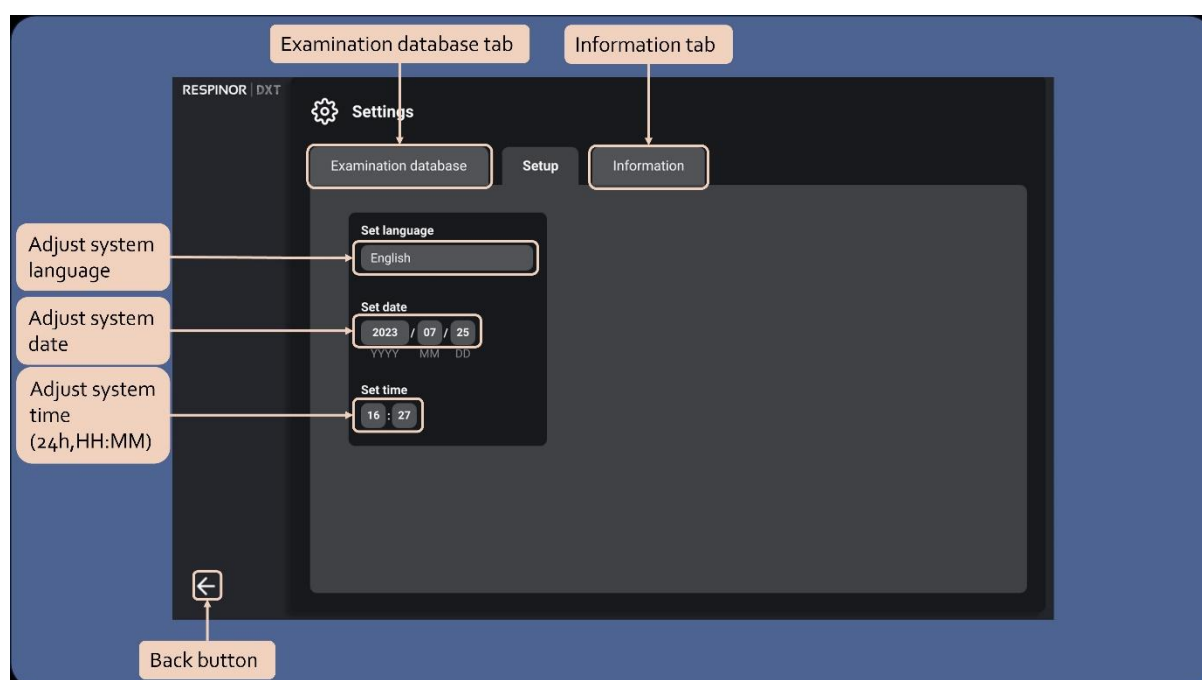 Examination database tab
Information tab
RESPINOR | DXT
Settings
Examination database
Setup
Information
Adjust system
language
Set language
English
Adjust system
date
Set date
2023 / 07 / 25
YYYY MM DD
Adjust system
time
(24h,HH:MM)
Set time
16 : 27
Back button